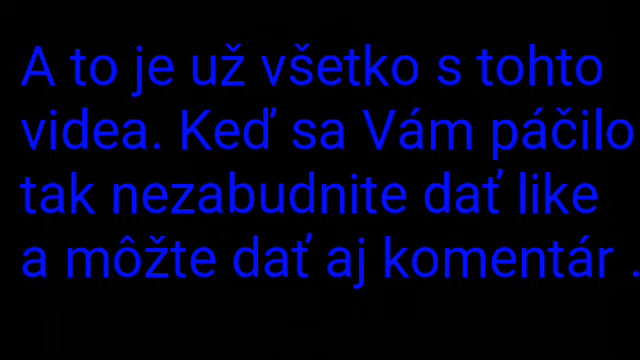 A to je už všetko s tohto
videa. Keď sa Vám páčilo
tak nezabudnite dať like
a môžte dať aj komentár .